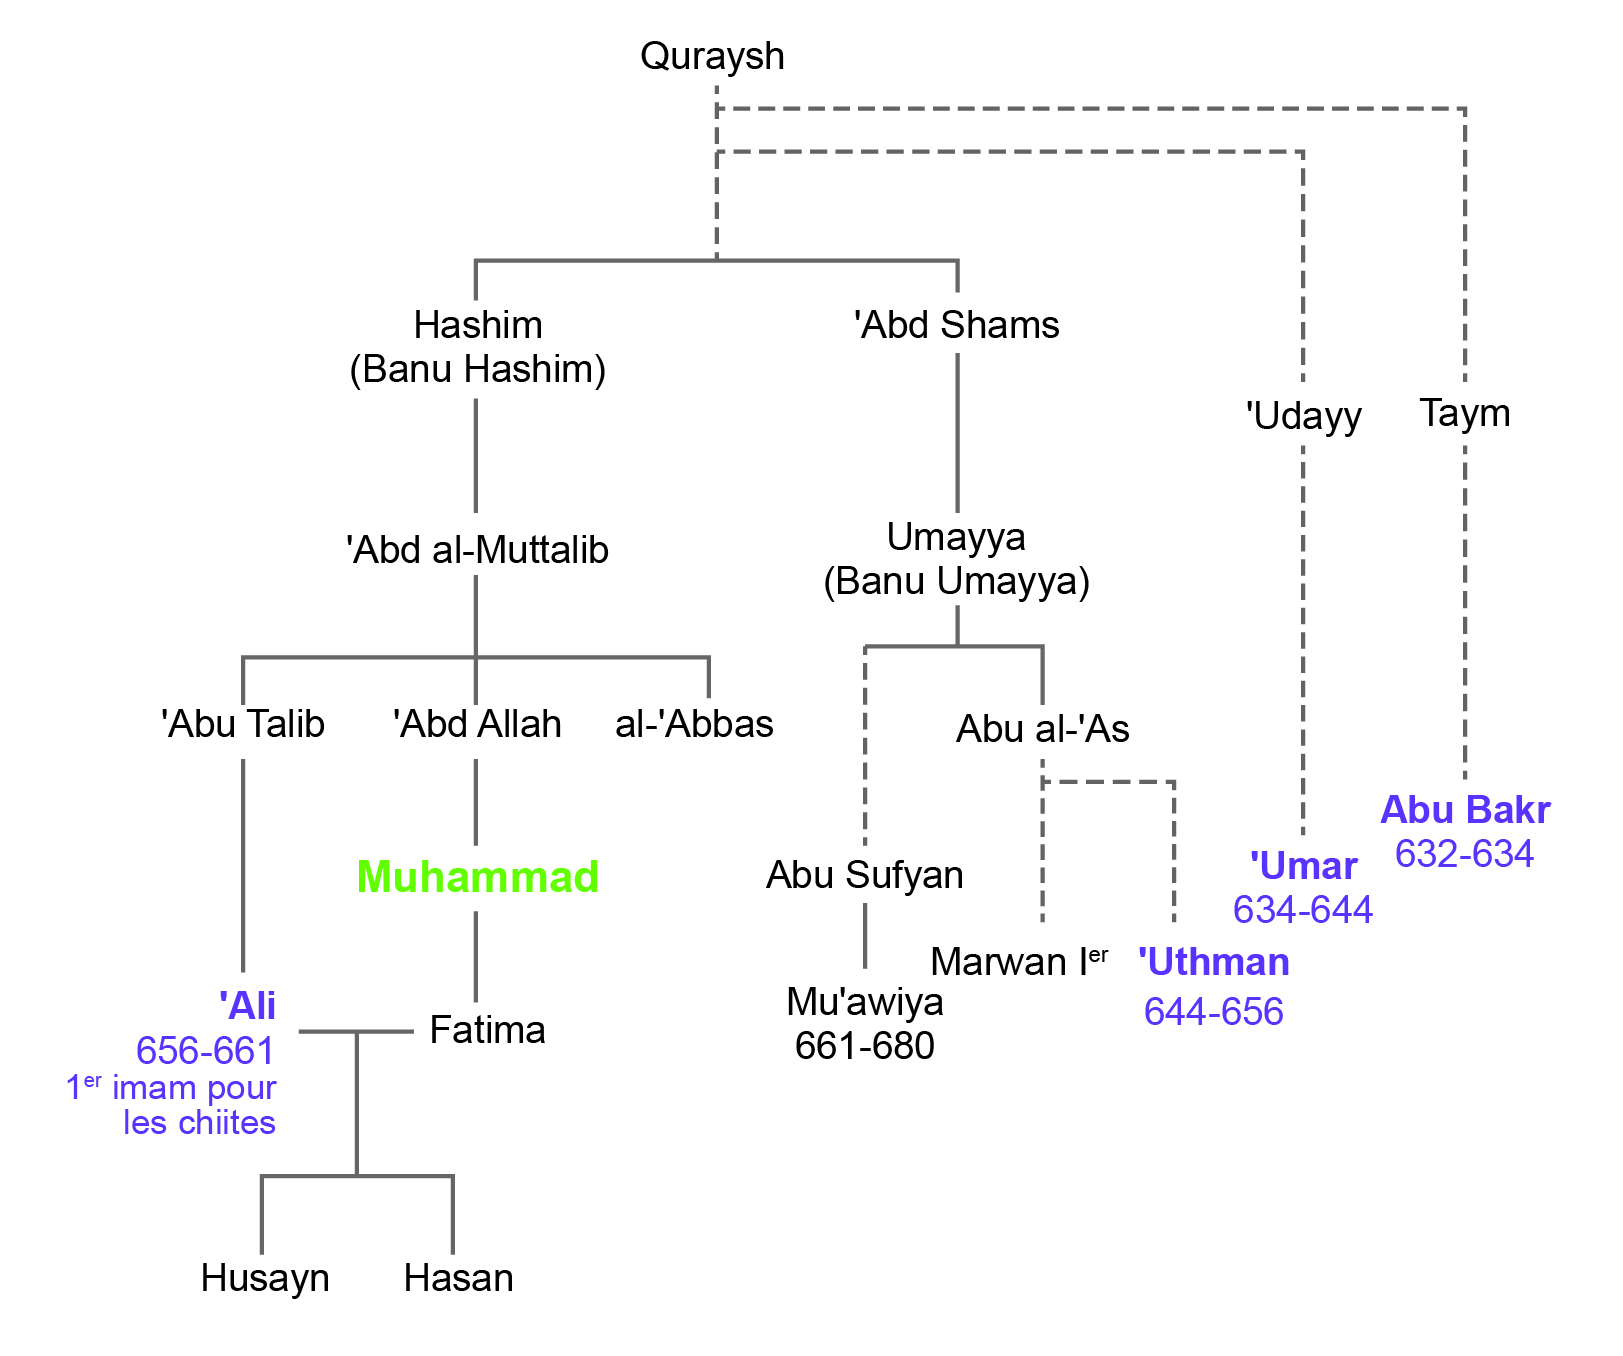 Quraysh
Hashim
(Banu Hashim)
'Abd Shams
'Udayy
Taym
'Abd al-Muttalib
Umayya
(Banu Umayya)
'Abu Talib
'Abd Allah
al-'Abbas
Abu al-'As
Abu Bakr
632-634
Muhammad
Abu Sufyan
'Umar
634-644
Marwan Ier
'Uthman
644-656
Mu'awiya
661-680
'Ali
656-661
1er imam pour
les chiites
Fatima
Husayn
Hasan